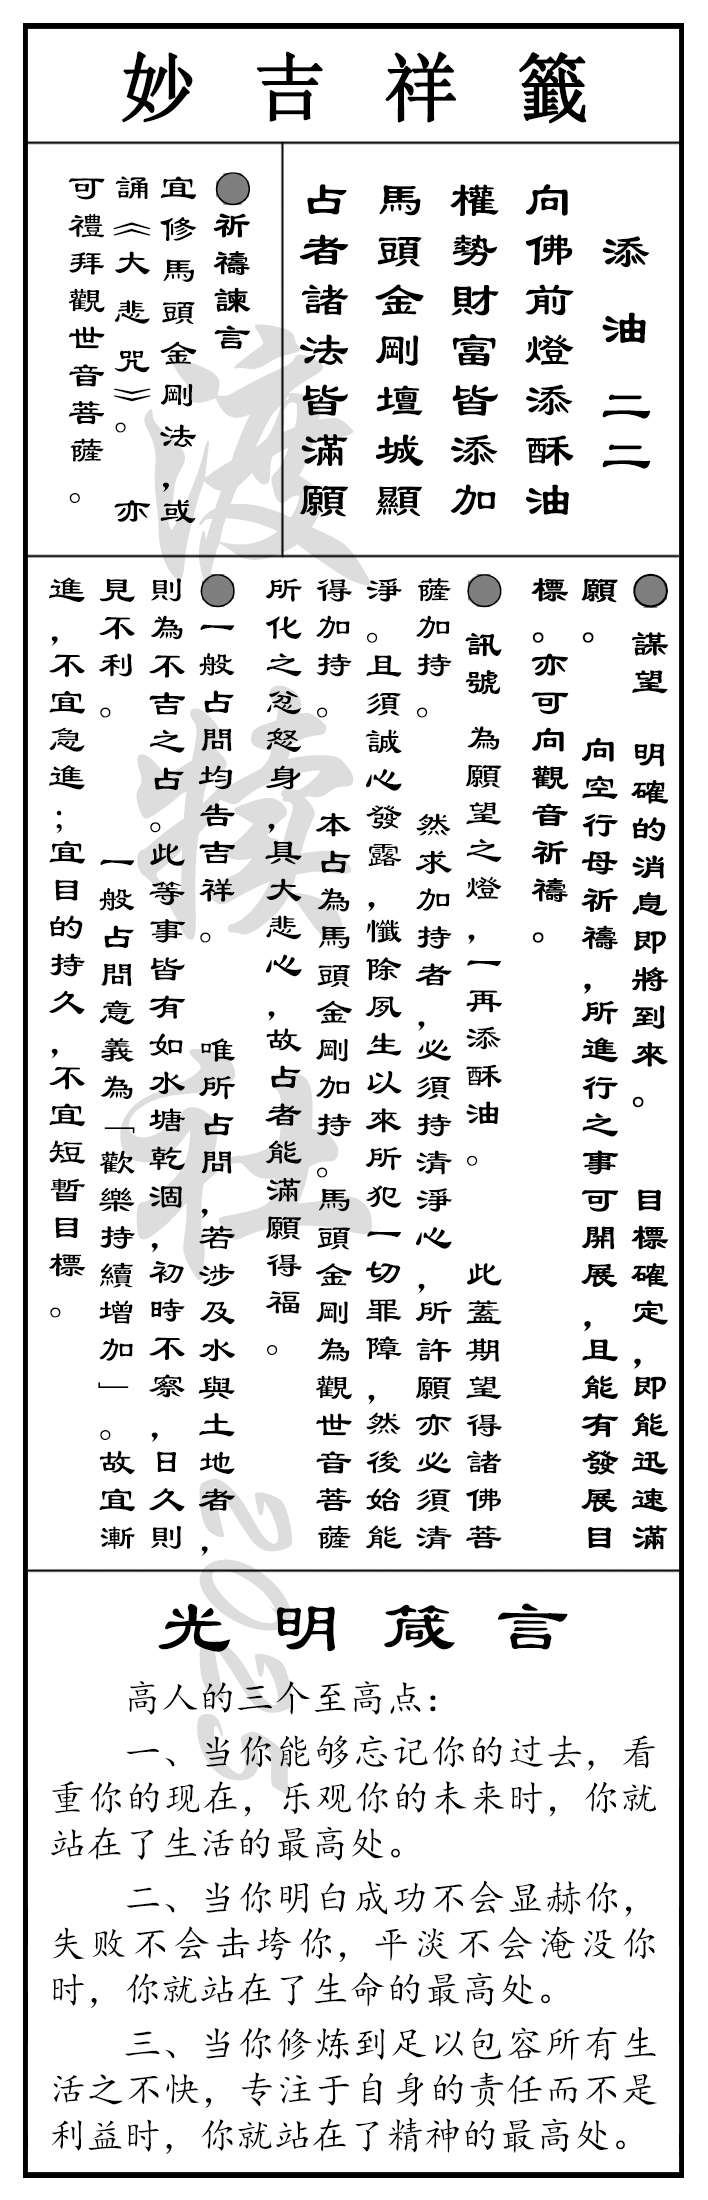 妙吉祥籤
添油 二二
向佛前燈添酥油
權勢財富皆添加
馬頭金剛壇城顯
占者諸法皆滿願
●祈禱諫言
宜修馬頭金剛法，或
誦《大悲咒》。 亦
可禮拜觀世音菩薩。
●謀望 明確的消息即將到來。 目標確定，即能迅速滿
願。 向空行母祈禱，所進行之事可開展，且能有發展目
標。亦可向觀音祈禱。
●訊號 為願望之燈，一再添酥油。 此蓋期望得諸佛菩
薩加持。 然求加持者，必須持清淨心，所許願亦必須清
淨。且須誠心發露，懺除夙生以來所犯一切罪障，然後始能
得加持。 本占為馬頭金剛加持。馬頭金剛為觀世音菩薩
所化之忿怒身，具大悲心，故占者能滿願得福。
●一般占問均告吉祥。 唯所占問，若涉及水與土地者，
則為不吉之占。此等事皆有如水塘乾涸，初時不察，日久則
見不利。 一般占問意義為「歡樂持續增加」。故宜漸
進，不宜急進；宜目的持久，不宜短暫目標。
渡犊社2025
光明箴言
高人的三个至高点：
一、当你能够忘记你的过去，看
重你的现在，乐观你的未来时，你就
站在了生活的最高处。
二、当你明白成功不会显赫你，
失败不会击垮你，平淡不会淹没你
时，你就站在了生命的最高处。
三、当你修炼到足以包容所有生
活之不快，专注于自身的责任而不是
利益时，你就站在了精神的最高处。